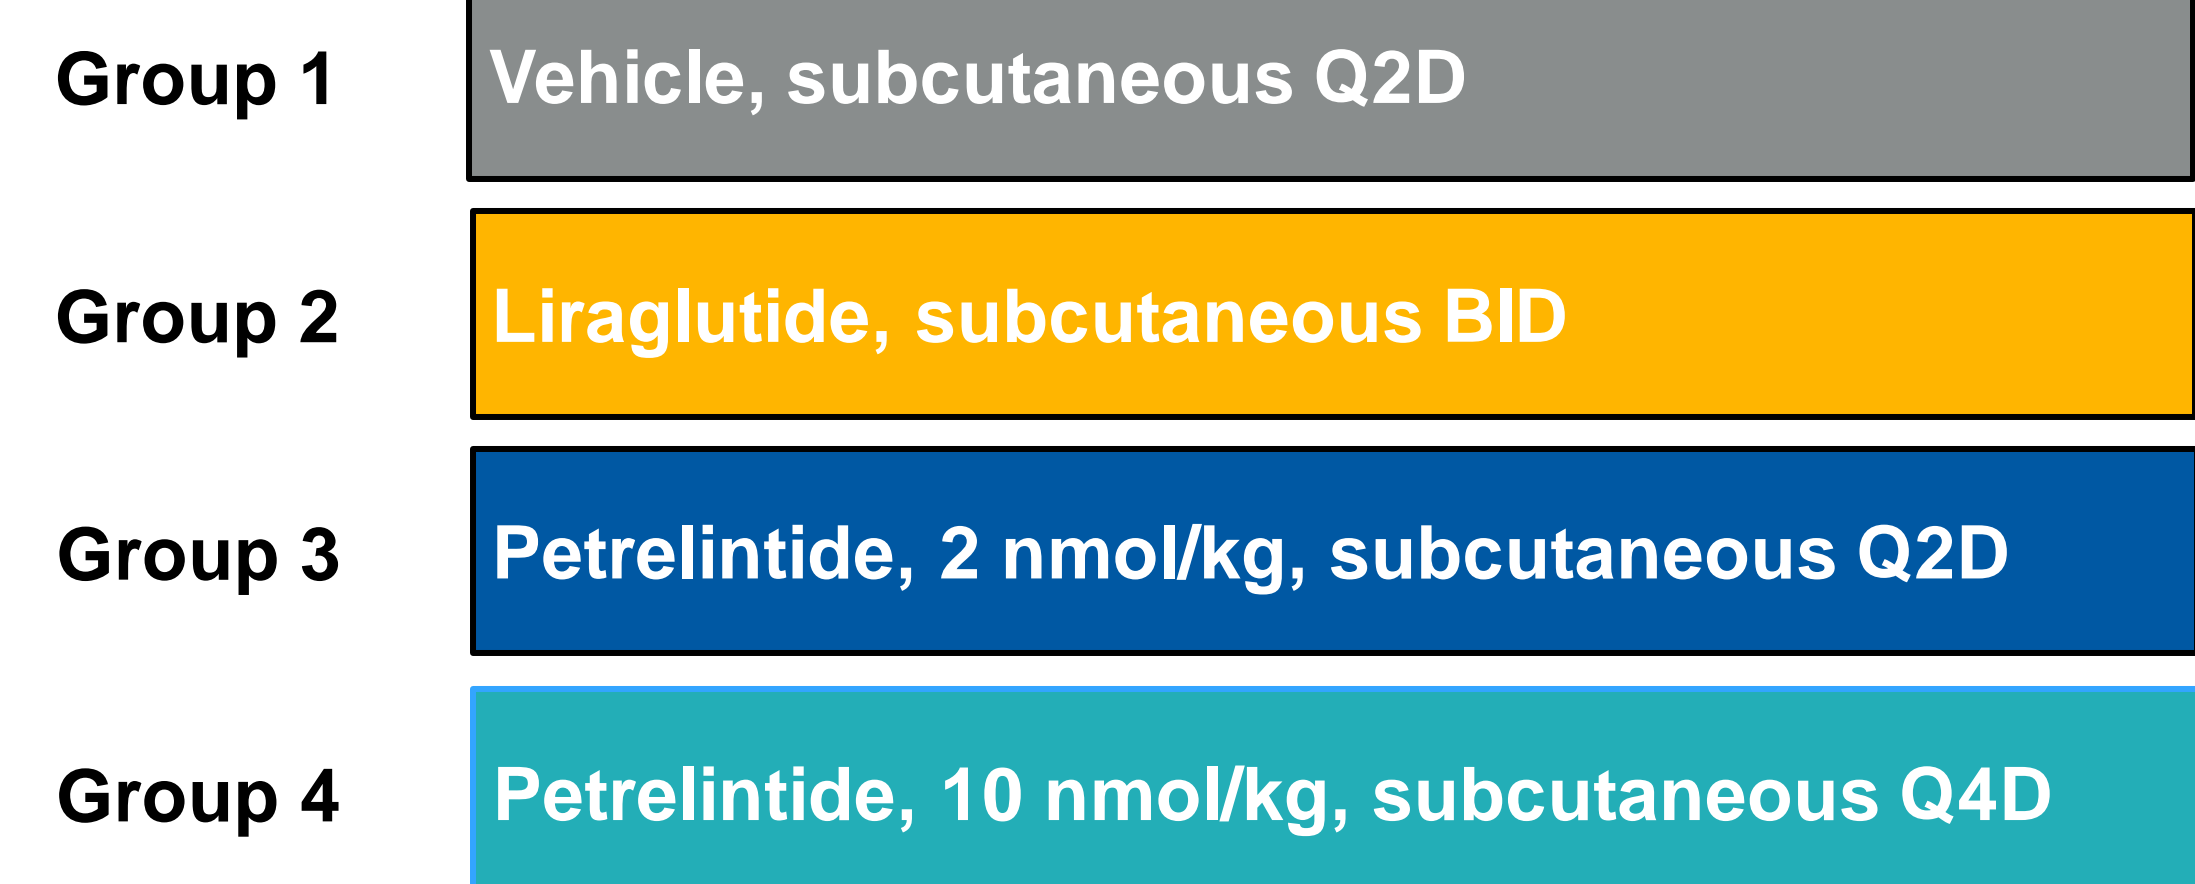 Group 1 Vehicle, subcutaneous Q2D
Group 2 Liraglutide, subcutaneous BID
Group 3 Petrelintide, 2 nmol/kg, subcutaneous Q2D
Group 4 Petrelintide, 10 nmol/kg, subcutaneous Q4D